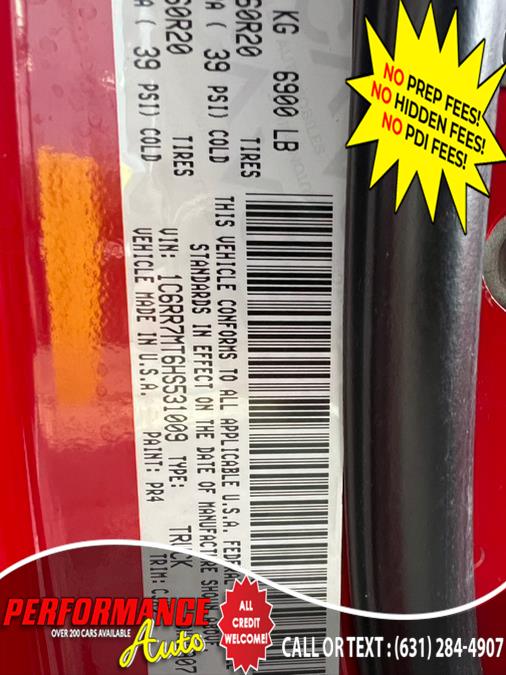 KG 6900 LB
60R20 TIRES
A ( 39 PSI) COLD
60R20 TIRES
A ( 39 PSI) COLD
THIS VEHICLE CONFORMS TO ALL APPLICABLE U.S.A. FEDERAL
STANDARDS IN EFFECT ON THE DATE OF MANUFACTURE SHOWN
VIN: 1C6RR7MT6HS531009 TYPE: TRUCK
VEHICLE MADE IN U.S.A. PAINT: PR4 TRIM:
NO PREP FEES!
NO HIDDEN FEES!
NO PDI FEES!
PERFORMANCE
OVER 200 CARS AVAILABLE
Auto
ALL
CREDIT
WELCOME!
CALL OR TEXT : (631) 284-4907